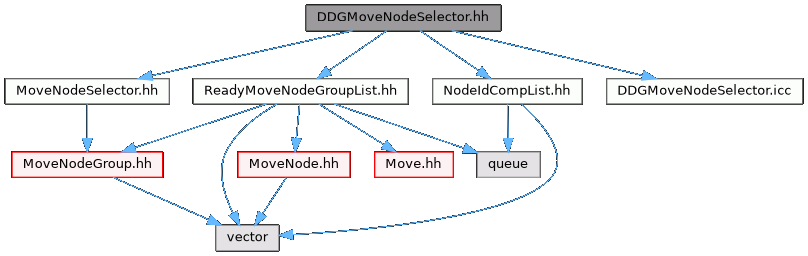 DDGMoveNodeSelector.hh
MoveNodeSelector.hh
ReadyMoveNodeGroupList.hh
NodeIdCompList.hh
DDGMoveNodeSelector.icc
MoveNodeGroup.hh
MoveNode.hh
Move.hh
queue
vector